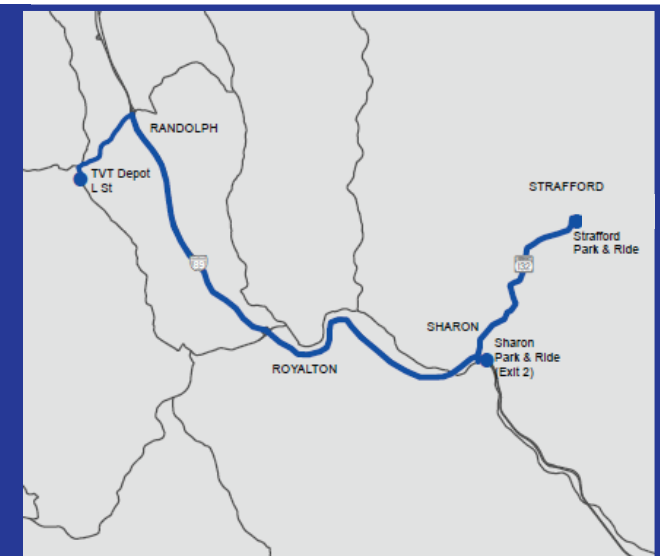 RANDOLPH
TVT Depot
L St
STRAFFORD
Strafford
Park & Ride
89
132
SHARON
Sharon
Park & Ride
(Exit 2)
ROYALTON